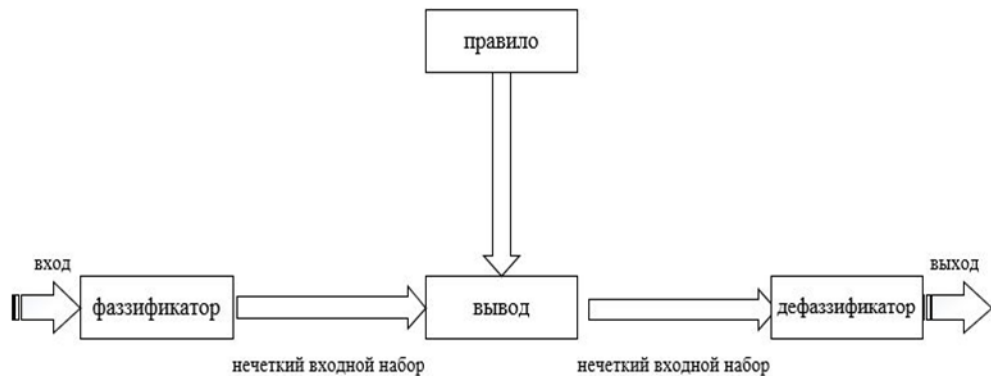 правило
вход
выход
фаззификатор
вывод
дефаззификатор
нечеткий входной набор
нечеткий входной набор